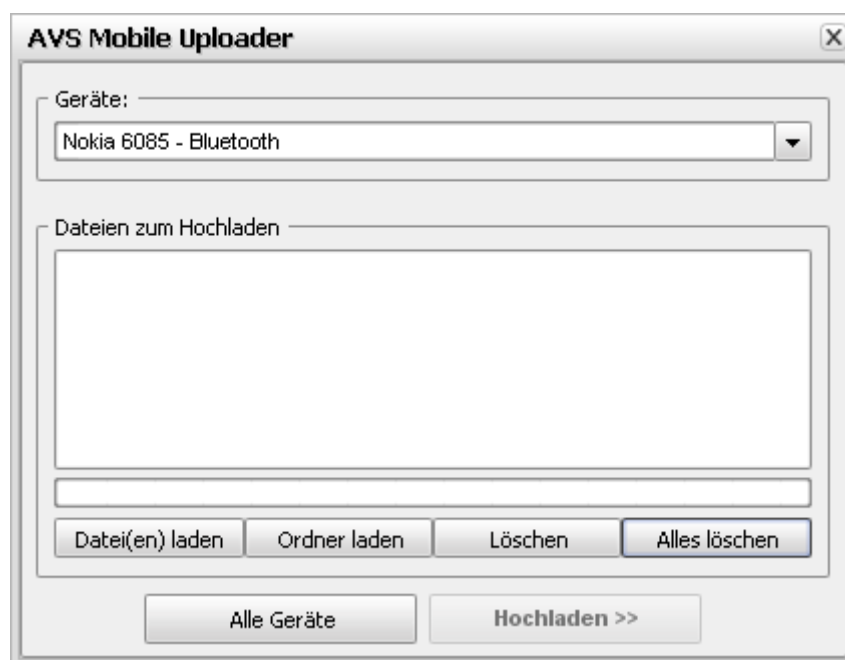 AVS Mobile Uploader
Geräte:
Nokia 6085 - Bluetooth
Dateien zum Hochladen
Datei(en) laden Ordner laden Löschen Alles löschen
Alle Geräte Hochladen >>